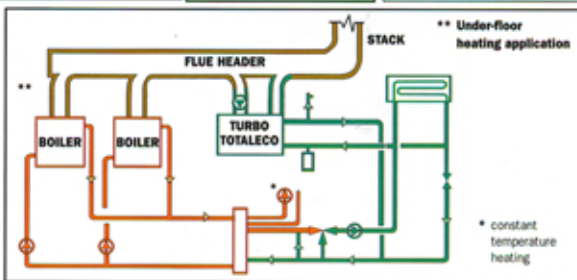 ** Under-floor
heating application
STACK
FLUE HEADER
**
BOILER
BOILER
TURBO
TOTALECO
*
* constant
temperature
heating